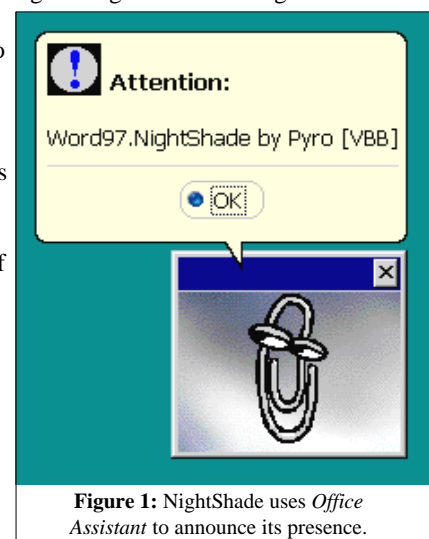 Attention:
Word97.NightShade by Pyro [VBB]
OK
Figure 1: NightShade uses Office
Assistant to announce its presence.